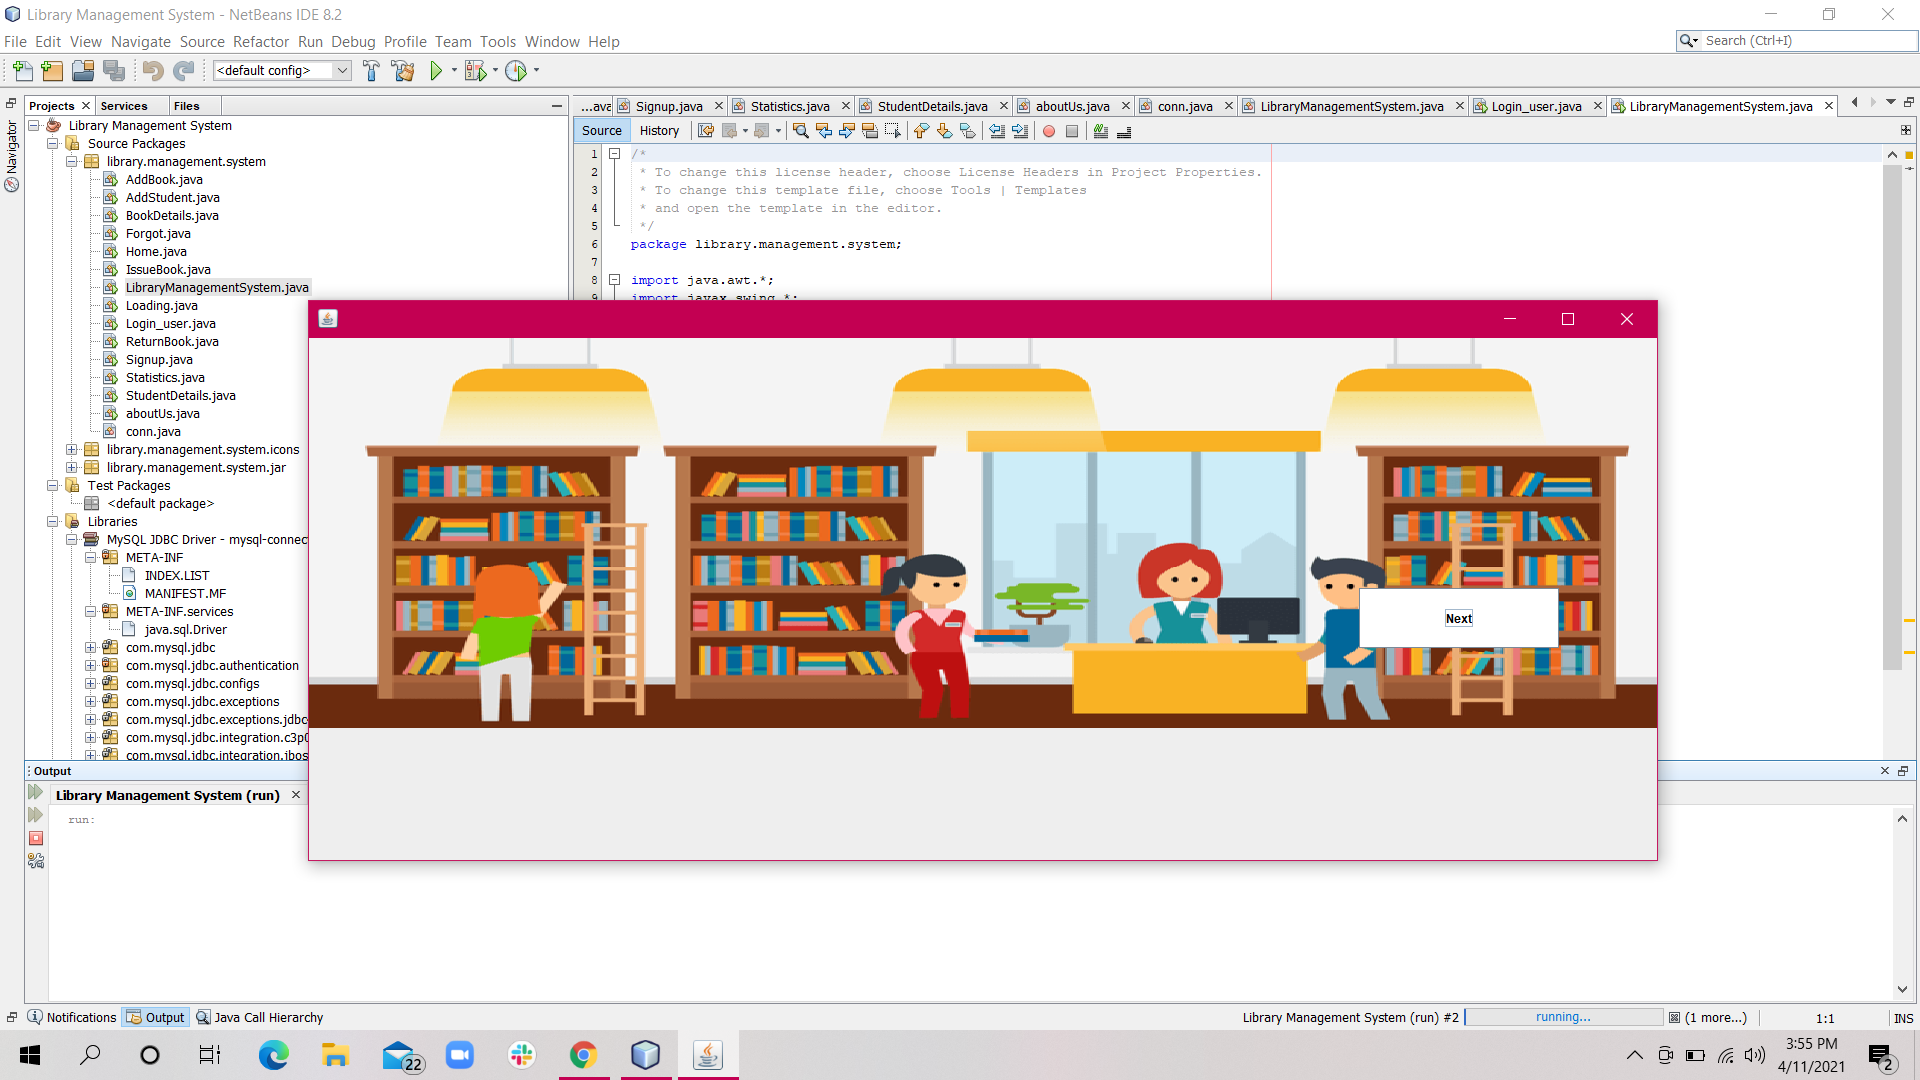 Library Management System - NetBeans IDE 8.2
File Edit View Navigate Source Refactor Run Debug Profile Team Tools Window Help
Search (Ctrl+I)
<default config>
Projects Services Files
...ava Signup.java Statistics.java StudentDetails.java aboutUs.java conn.java LibraryManagementSystem.java Login_user.java LibraryManagementSystem.java
Navigator
Source History
Library Management System
Source Packages
library.management.system
AddBook.java
AddStudent.java
BookDetails.java
Forgot.java
Home.java
IssueBook.java
LibraryManagementSystem.java
Loading.java
Login_user.java
ReturnBook.java
Signup.java
Statistics.java
StudentDetails.java
aboutUs.java
conn.java
library.management.system.icons
library.management.system.jar
Test Packages
<default package>
Libraries
MySQL JDBC Driver - mysql-connec
META-INF
INDEX.LIST
MANIFEST.MF
META-INF.services
java.sql.Driver
com.mysql.jdbc
com.mysql.jdbc.authentication
com.mysql.jdbc.configs
com.mysql.jdbc.exceptions
com.mysql.jdbc.exceptions.jdbc
com.mysql.jdbc.integration.c3p0
com.mysql.jdbc.integration.jbos
1 /*
2 * To change this license header, choose License Headers in Project Properties.
3 * To change this template file, choose Tools | Templates
4 * and open the template in the editor.
5 */
6 package library.management.system;
7
8 import java.awt.*;
9 import javax.swing.*;
Next
Output
Library Management System (run)
run:
Notifications Output Java Call Hierarchy
Library Management System (run) #2 running... (1 more...) 1:1 INS
22
3:55 PM
4/11/2021
2